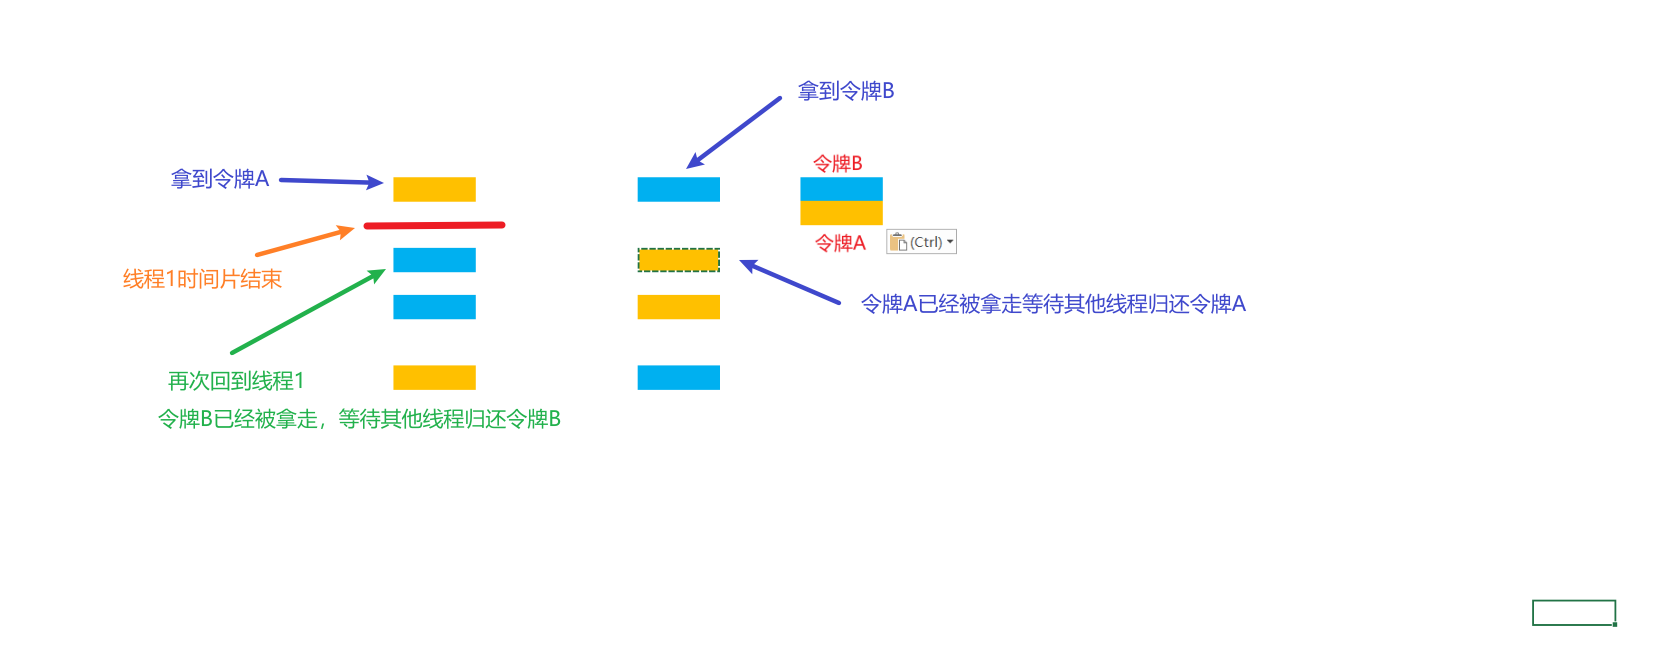 拿到令牌B
令牌B
拿到令牌A
令牌A
(Ctrl)
线程1时间片结束
令牌A已经被拿走等待其他线程归还令牌A
再次回到线程1
令牌B已经被拿走，等待其他线程归还令牌B